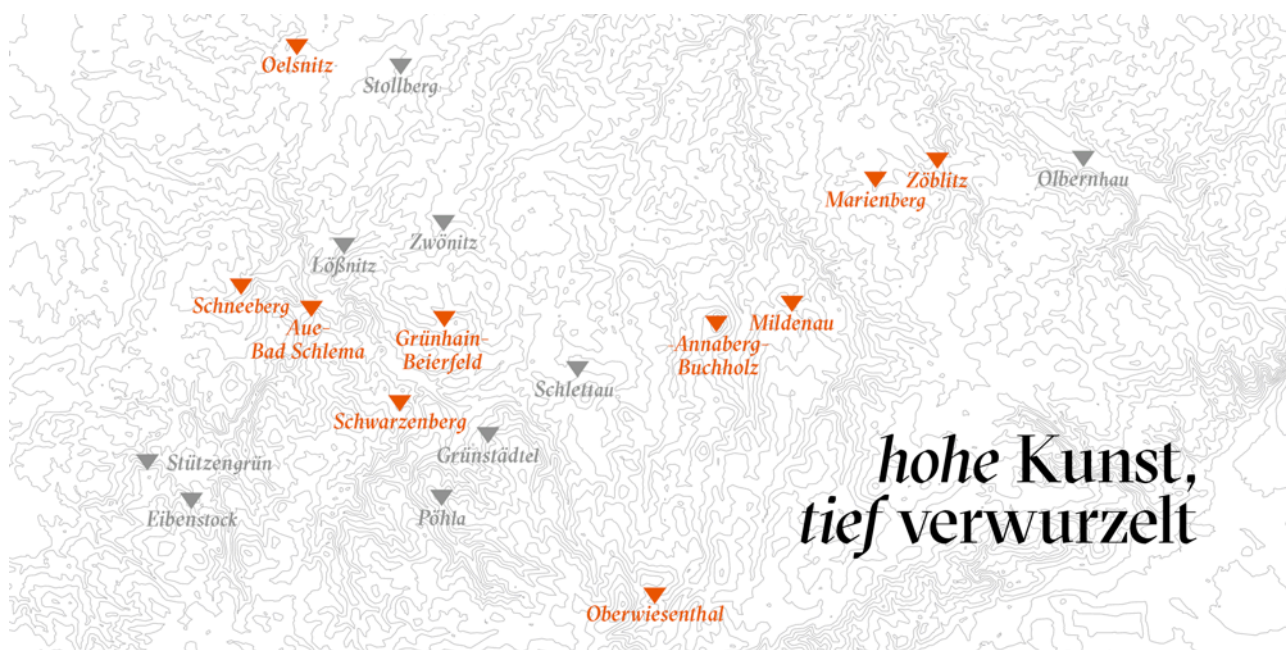 Oelsnitz
Stollberg
Zöblitz
Olbernhau
Marienberg
Zwönitz
Lößnitz
Schneeberg
Aue-
Bad Schlema
Grünhain-
Beierfeld
Mildenau
Annaberg-
Buchholz
Schlettau
Schwarzenberg
Grünstädtel
Stützengrün
Eibenstock
Pöhla
hohe Kunst,
tief verwurzelt
Oberwiesenthal